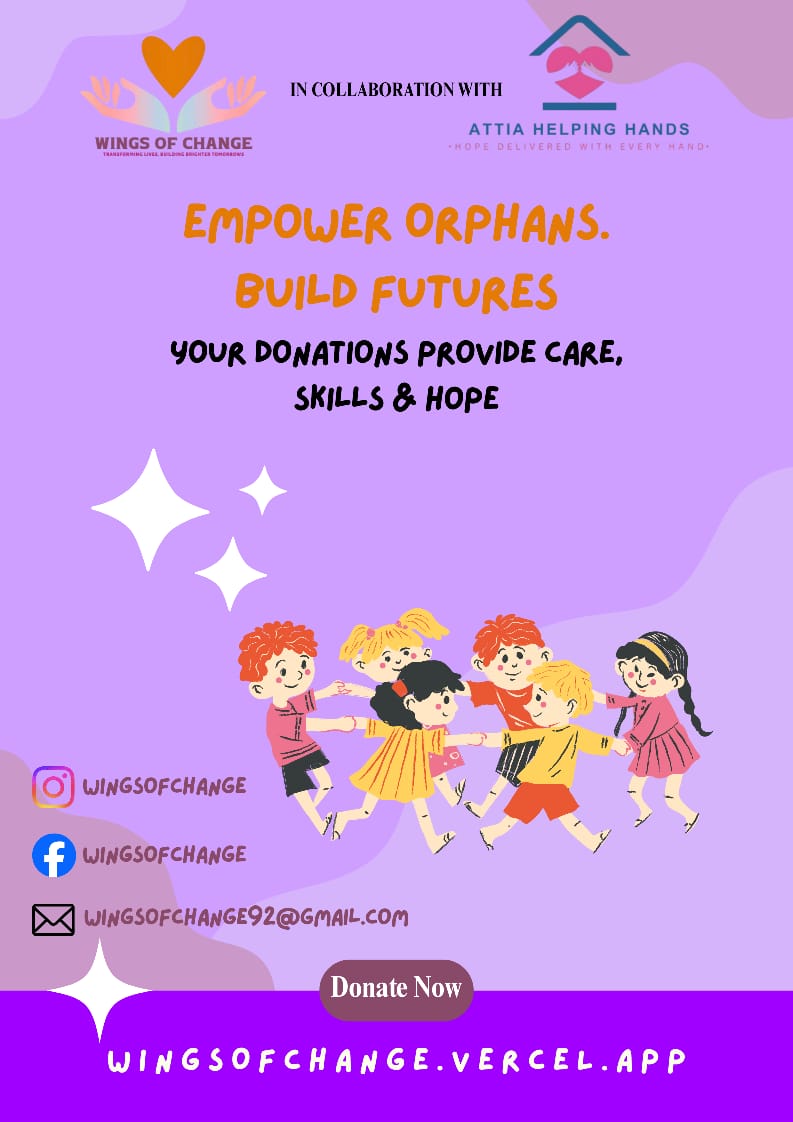 WINGS OF CHANGE
TRANSFORMING LIVES, BUILDING BRIGHTER TOMORROWS
IN COLLABORATION WITH
ATTIA HELPING HANDS
•HOPE DELIVERED WITH EVERY HAND•
EMPOWER ORPHANS.
BUILD FUTURES
YOUR DONATIONS PROVIDE CARE,
SKILLS & HOPE
WINGSOFCHANGE
WINGSOFCHANGE
WINGSOFCHANGE92@GMAIL.COM
Donate Now
WINGSOFCHANGE.VERCEL.APP